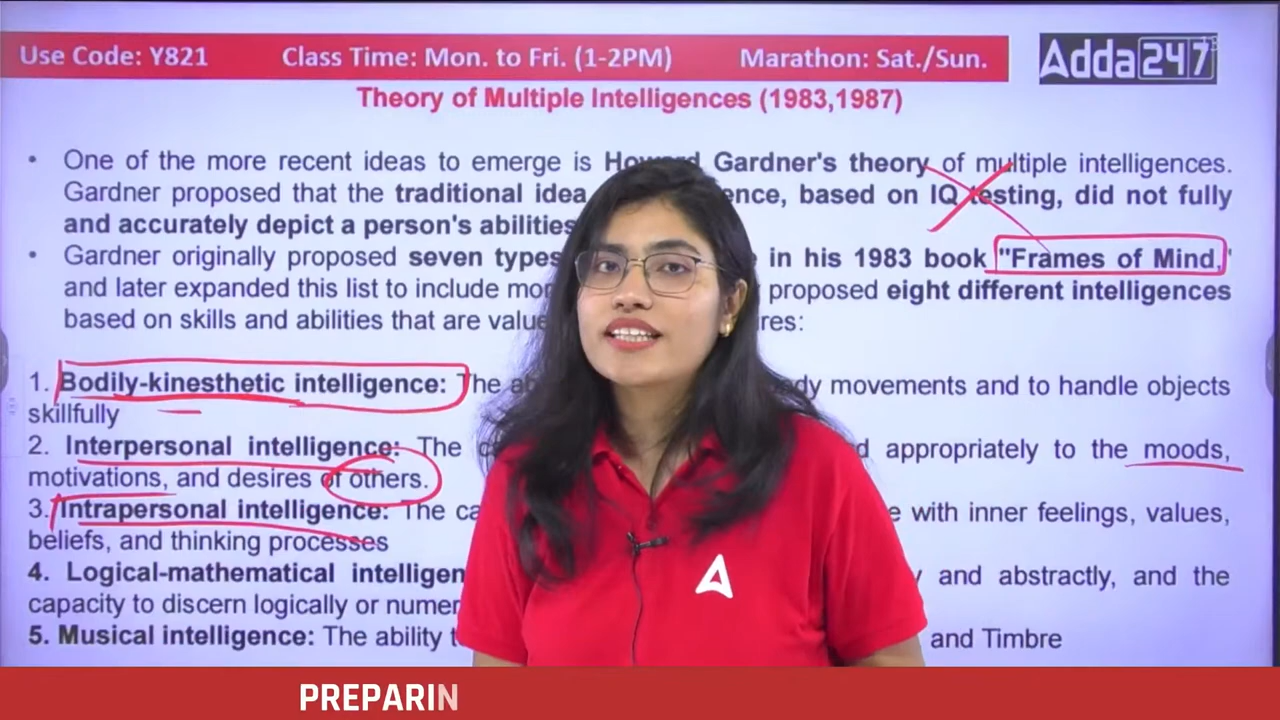 Use Code: Y821 Class Time: Mon. to Fri. (1-2PM) Marathon: Sat./Sun. Adda247
Theory of Multiple Intelligences (1983,1987)
• One of the more recent ideas to emerge is Howard Gardner's theory of multiple intelligences.
Gardner proposed that the traditional idea ence, based on IQ testing, did not fully
and accurately depict a person's abilities
• Gardner originally proposed seven types in his 1983 book "Frames of Mind,"
and later expanded this list to include proposed eight different intelligences
based on skills and abilities that are res:
1. Bodily-kinesthetic intelligence: The movements and to handle objects
skillfully
2. Interpersonal intelligence: The appropriately to the moods,
motivations, and desires of others.
3. Intrapersonal intelligence: The with inner feelings, values,
beliefs, and thinking processes
4. Logical-mathematical intelligen and abstractly, and the
capacity to discern logically or numer
5. Musical intelligence: The ability and Timbre
PREPARIN